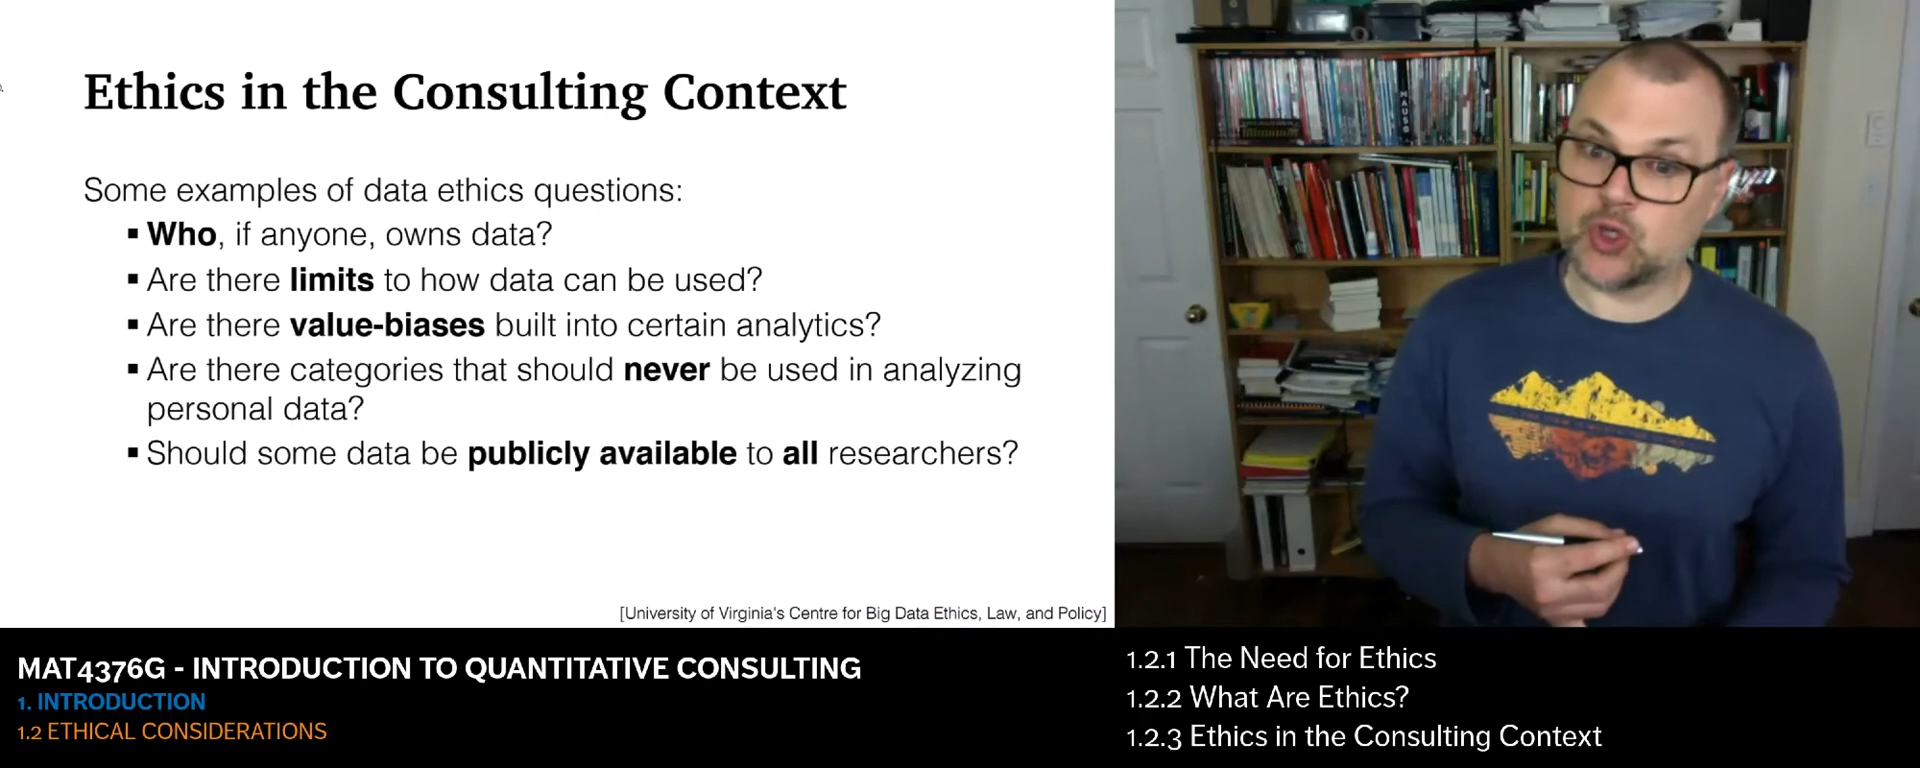 Ethics in the Consulting Context
Some examples of data ethics questions:
▪ Who, if anyone, owns data?
▪ Are there limits to how data can be used?
▪ Are there value-biases built into certain analytics?
▪ Are there categories that should never be used in analyzing
personal data?
▪ Should some data be publicly available to all researchers?
[University of Virginia's Centre for Big Data Ethics, Law, and Policy]
MAUS
MAT4376G - INTRODUCTION TO QUANTITATIVE CONSULTING
1. INTRODUCTION
1.2 ETHICAL CONSIDERATIONS
1.2.1 The Need for Ethics
1.2.2 What Are Ethics?
1.2.3 Ethics in the Consulting Context